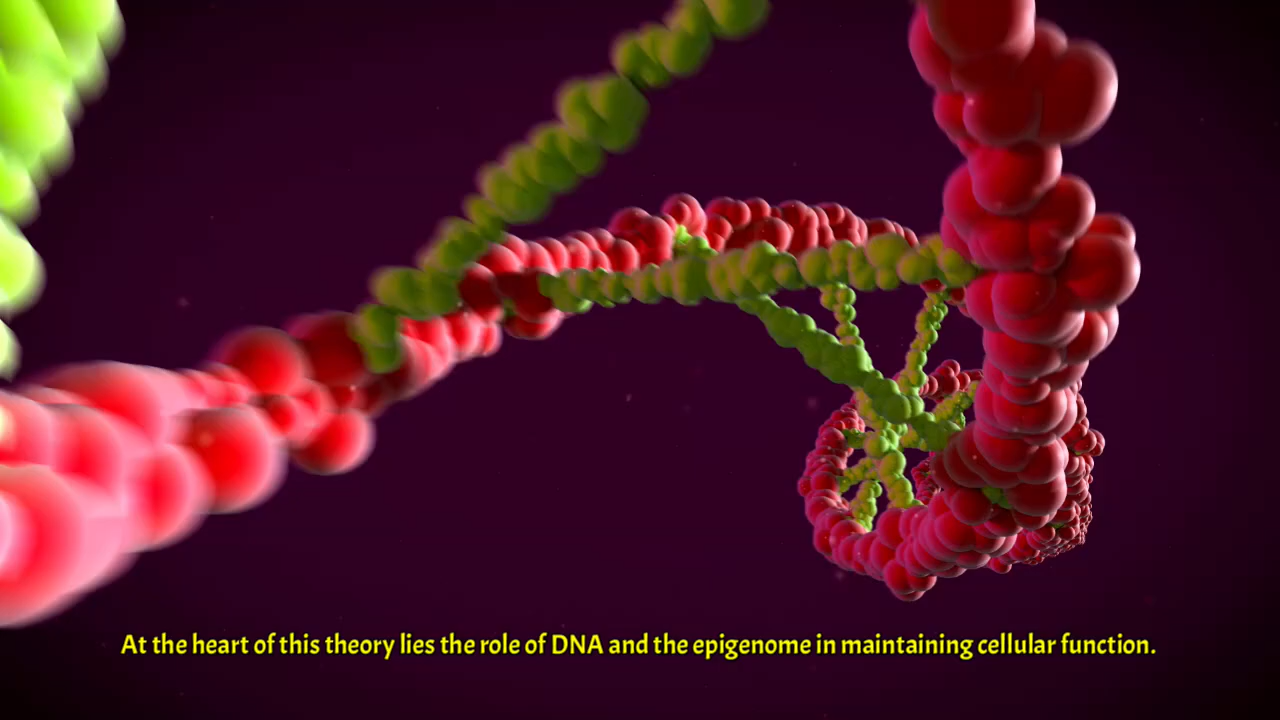 At the heart of this theory lies the role of DNA and the epigenome in maintaining cellular function.